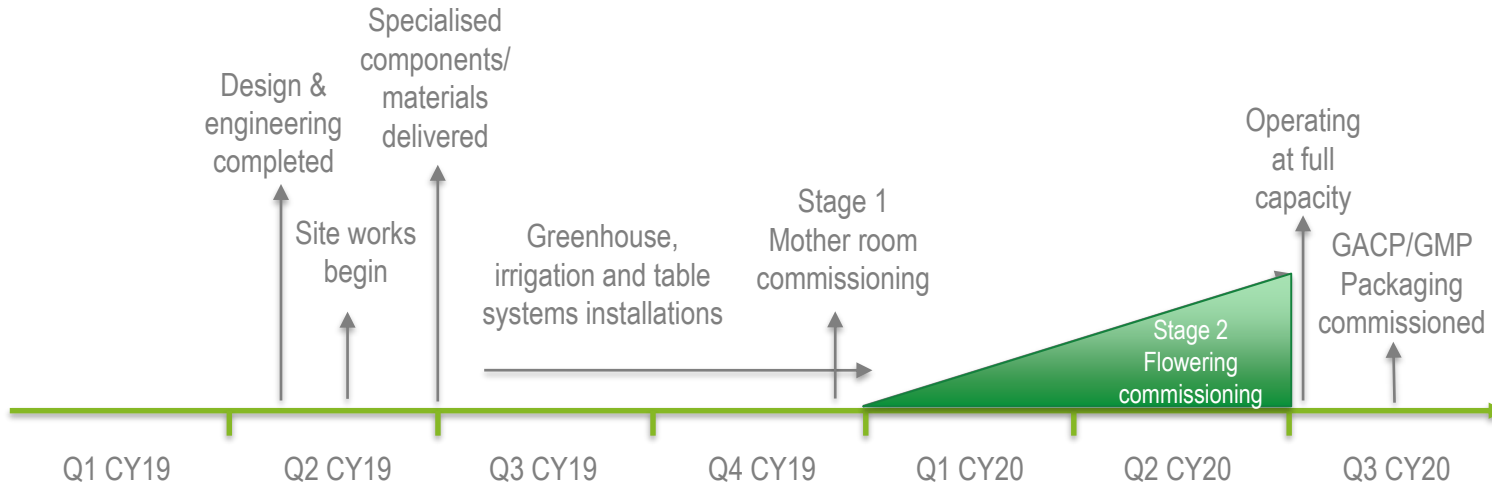 Design &
engineering
completed
Site works
begin
Specialised
components/
materials
delivered
Greenhouse,
irrigation and table
systems installations
Stage 1
Mother room
commissioning
Stage 2
Flowering
commissioning
Operating
at full
capacity
GACP/GMP
Packaging
commissioned
Q1 CY19
Q2 CY19
Q3 CY19
Q4 CY19
Q1 CY20
Q2 CY20
Q3 CY20